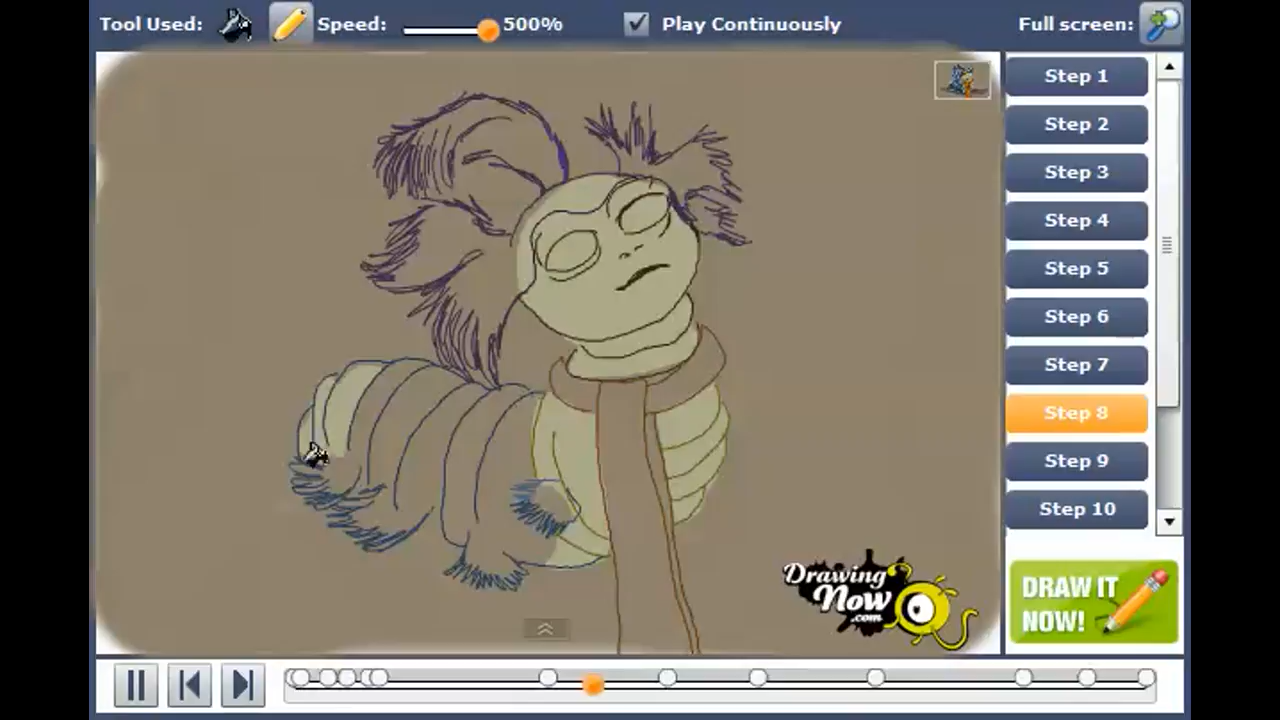 Tool Used:
Speed:
500%
Play Continuously
Full screen:
Step 1
Step 2
Step 3
Step 4
Step 5
Step 6
Step 7
Step 8
Step 9
Step 10
Drawing
Now
.com
DRAW IT
NOW!